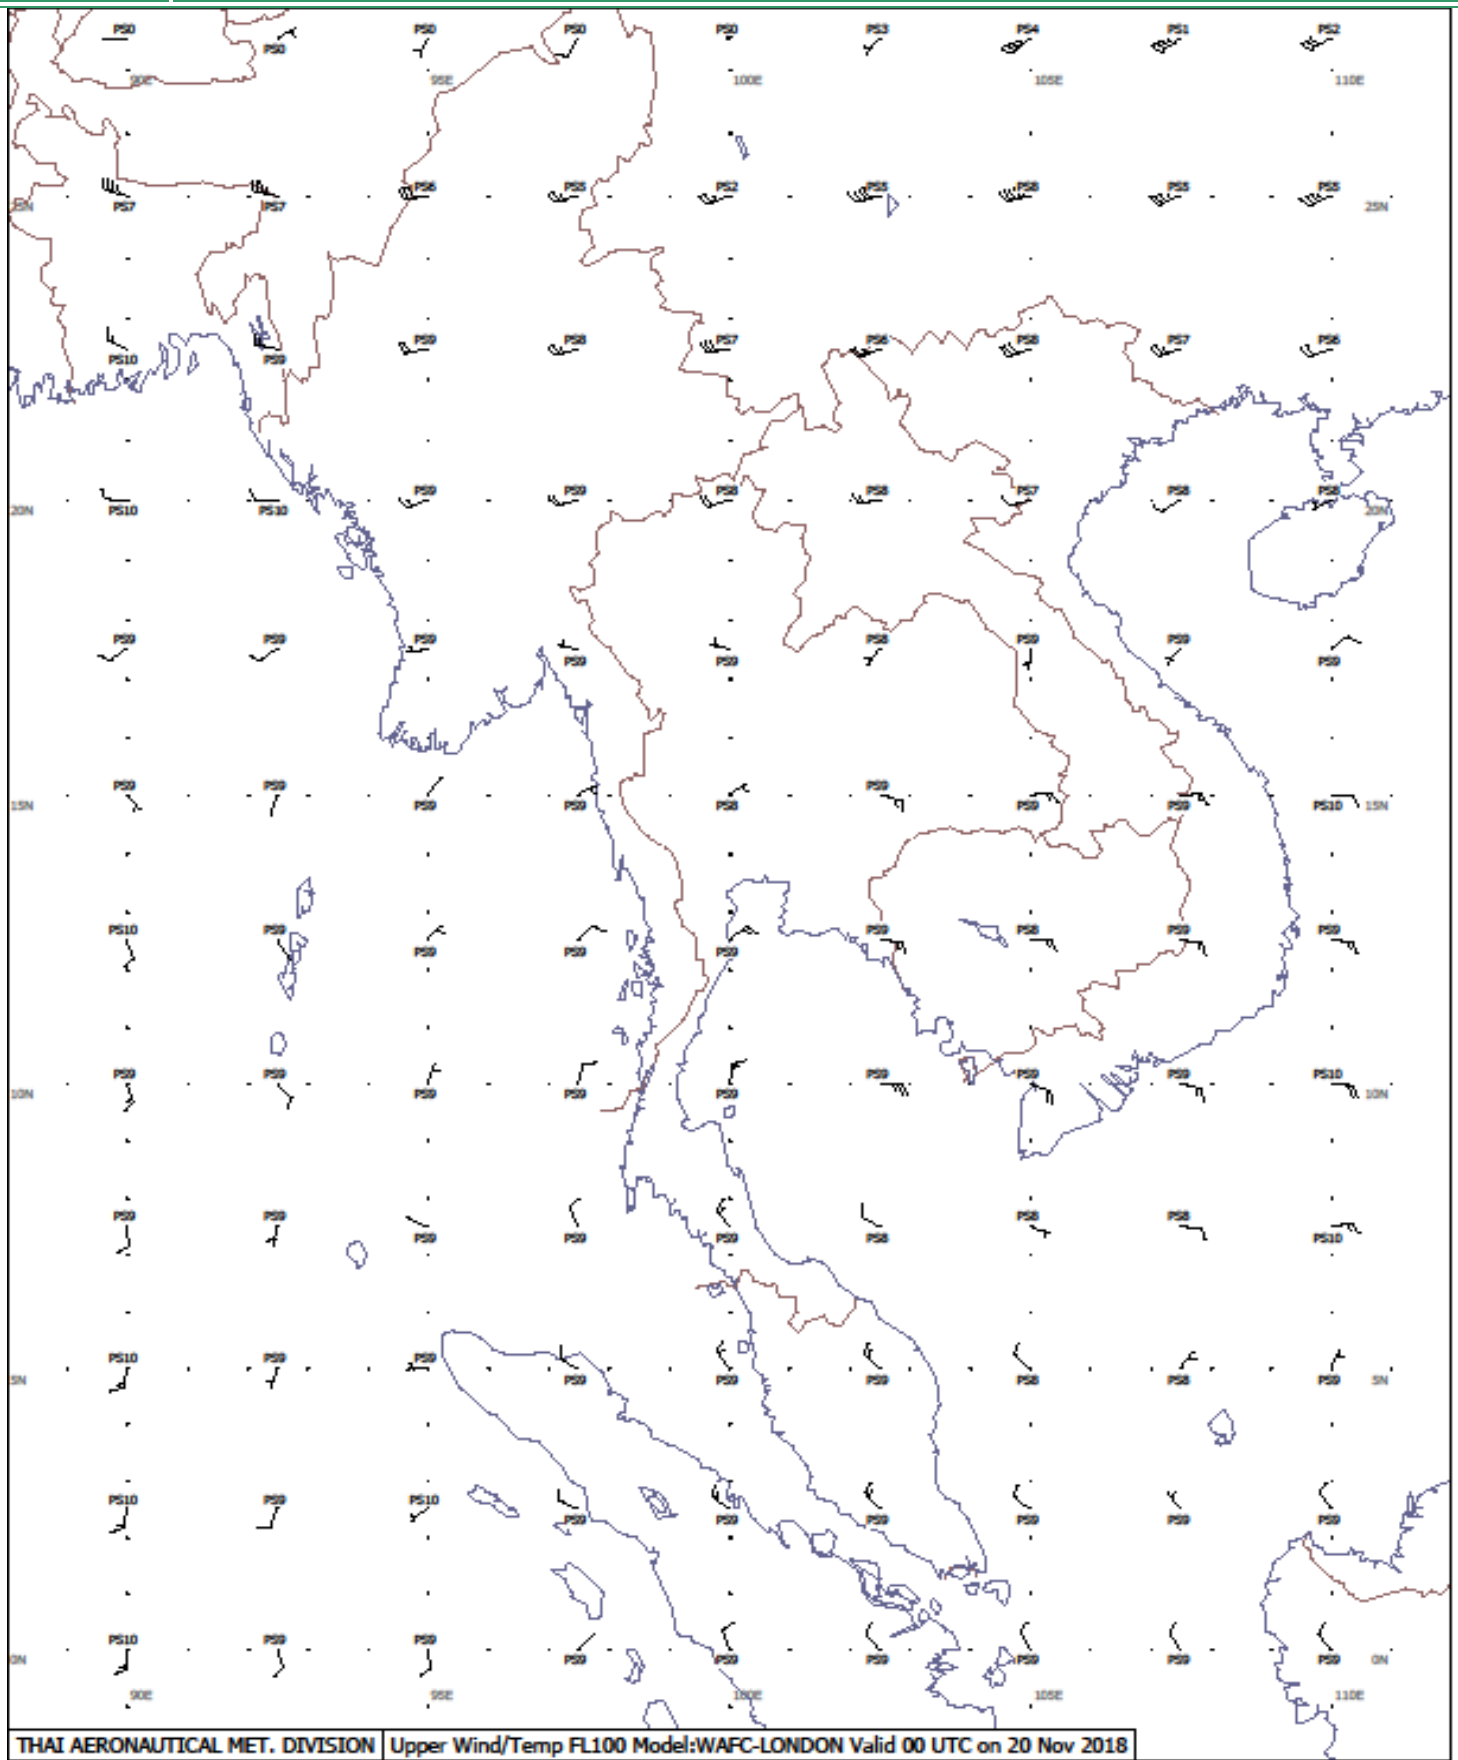 PS0 PS0 PS0 PS0 PS3 PS4 PS1 PS2
PS0
90E 95E 100E 105E 110E
PS6 PS5 PS2 PS5 PS8 PS5 PS5
25N PS7 PS7 25N
PS9 PS8 PS7 PS6 PS8 PS7 PS6
PS10 PS9
PS9 PS9 PS8 PS8 PS7 PS8 PS8
20N PS10 PS10 20N
PS9 PS9 PS9 PS8 PS9 PS9
PS9 PS9 PS9
PS9 PS9 PS9
15N PS9 PS9 PS8 PS9 PS9 PS10 15N
PS10 PS9 PS9 PS8 PS9 PS9
PS9 PS9 PS9
PS9 PS9 PS9 PS9 PS9 PS10
10N PS9 PS9 PS9 10N
PS9 PS9 PS8 PS8
PS9 PS9 PS9 PS8 PS10
PS10 PS9 PS9
5N PS9 PS9 PS9 PS8 PS8 PS9 5N
PS10 PS9 PS10
PS9 PS9 PS9 PS9 PS9 PS9
PS10 PS9 PS9
0N PS9 PS9 PS9 PS9 PS9 PS9 0N
90E 95E 100E 105E 110E
THAI AERONAUTICAL MET. DIVISION Upper Wind/Temp FL100 Model:WAFC-LONDON Valid 00 UTC on 20 Nov 2018